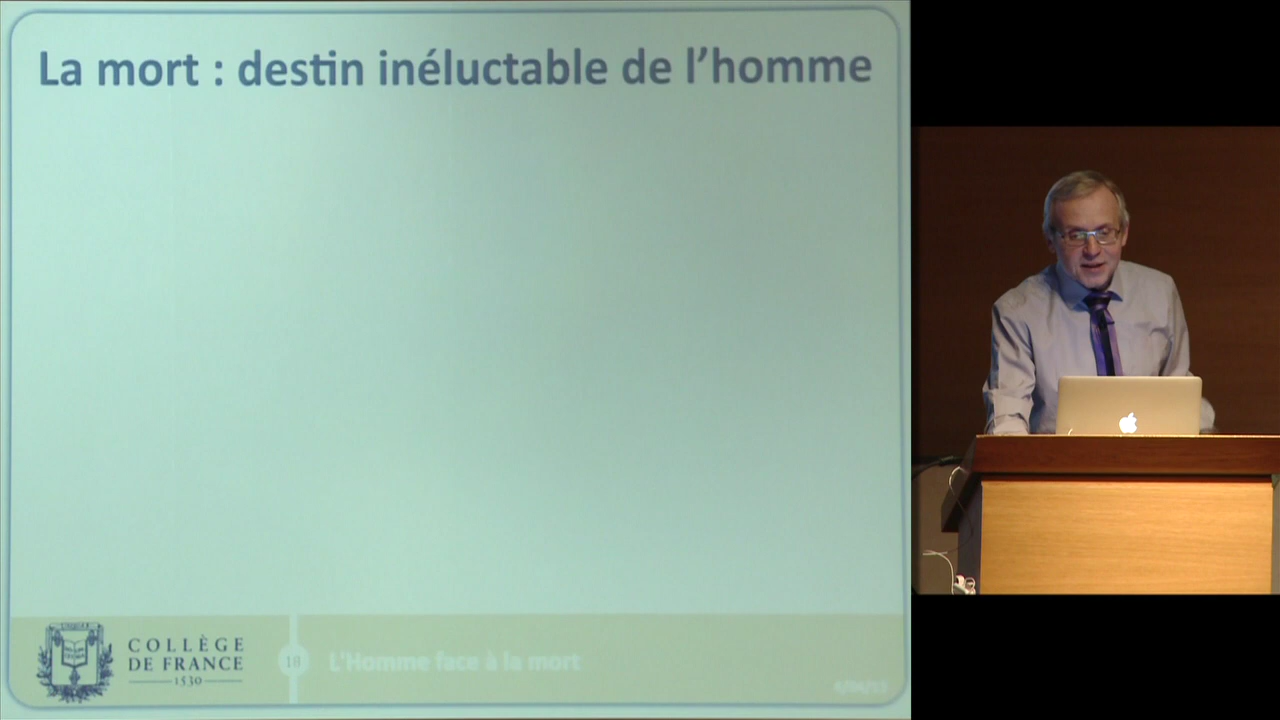 La mort : destin inéluctable de l'homme
COLLÈGE
DE FRANCE
1530
18
L'Homme face à la mort